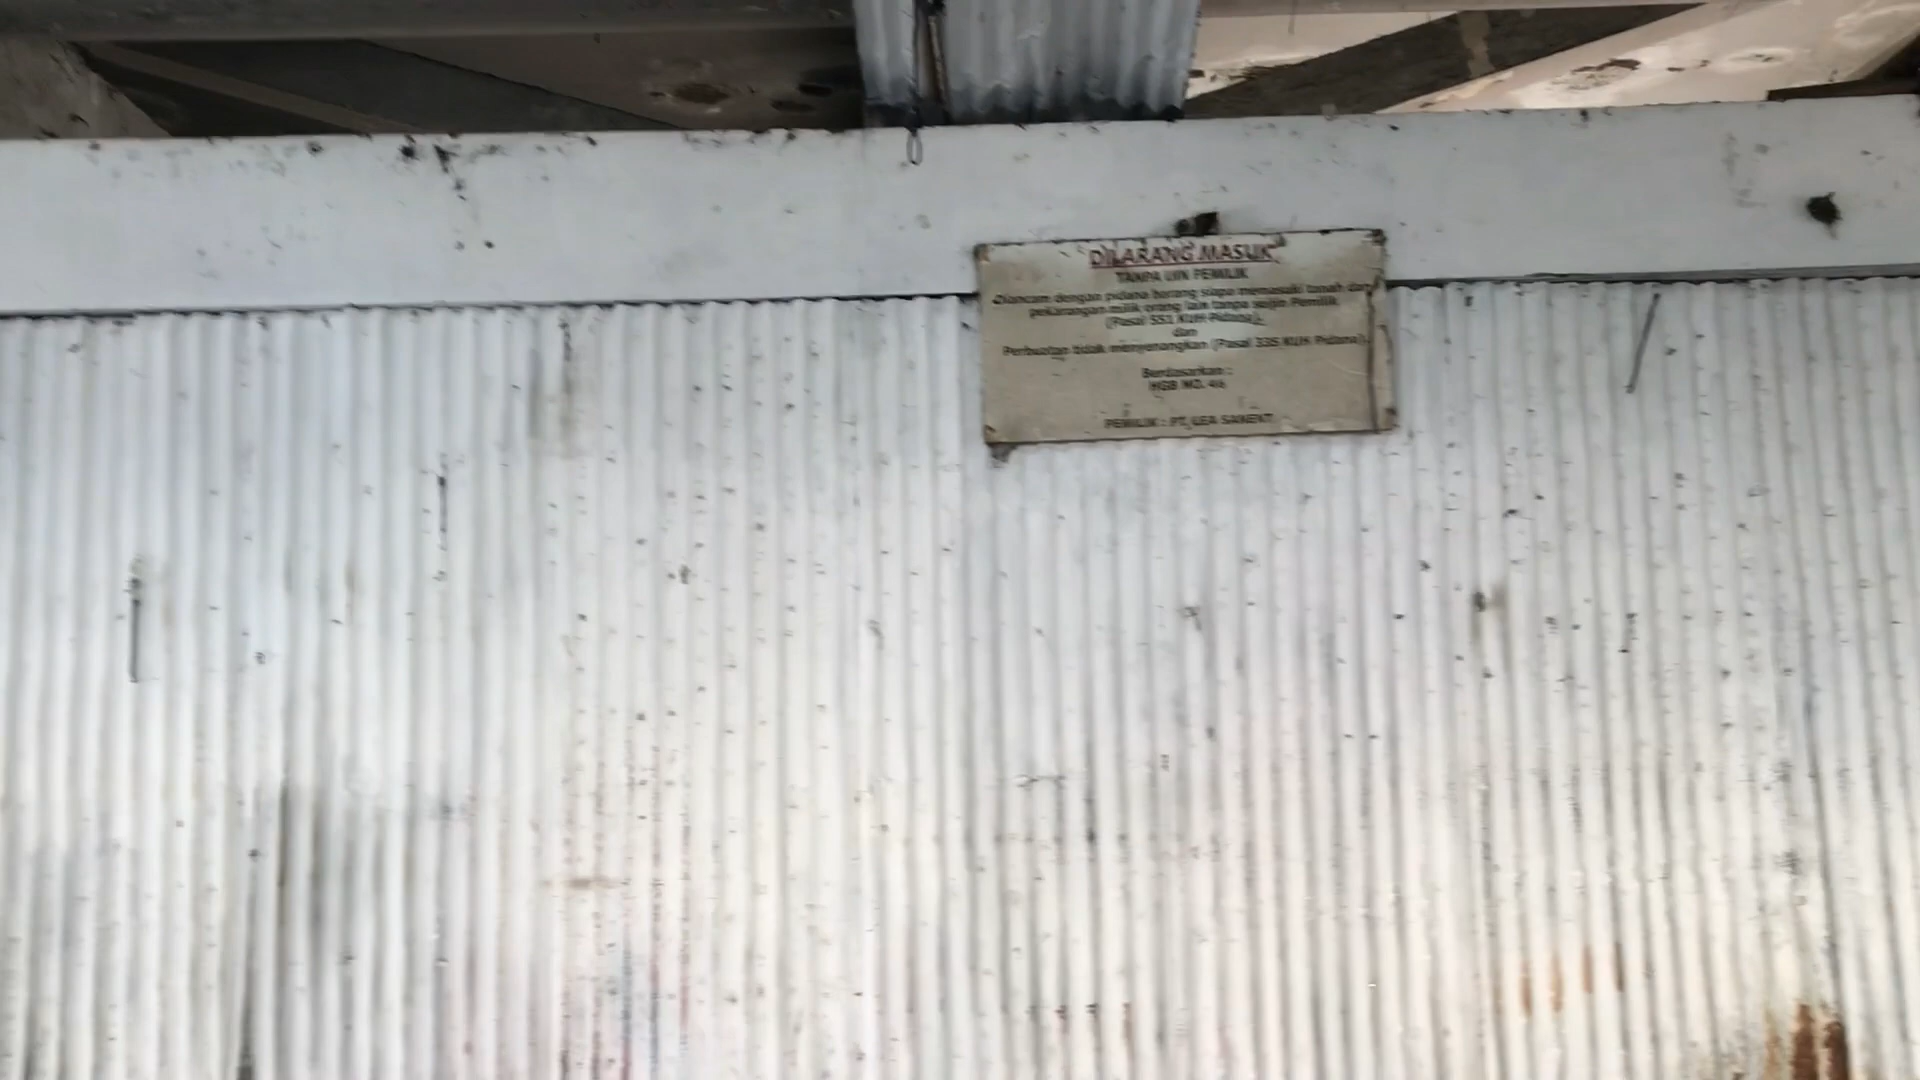 DILARANG MASUK
TANPA IJIN PEMILIK
Diancam dengan pidana barang siapa memasuki tanah dan
pekarangan milik orang lain tanpa seijin Pemilik
(Pasal 551 KUH Pidana),
dan
Perbuatan tidak menyenangkan (Pasal 335 KUH Pidana).
Berdasarkan :
HGB NO. 46
PEMILIK : PT. LEA SANENT